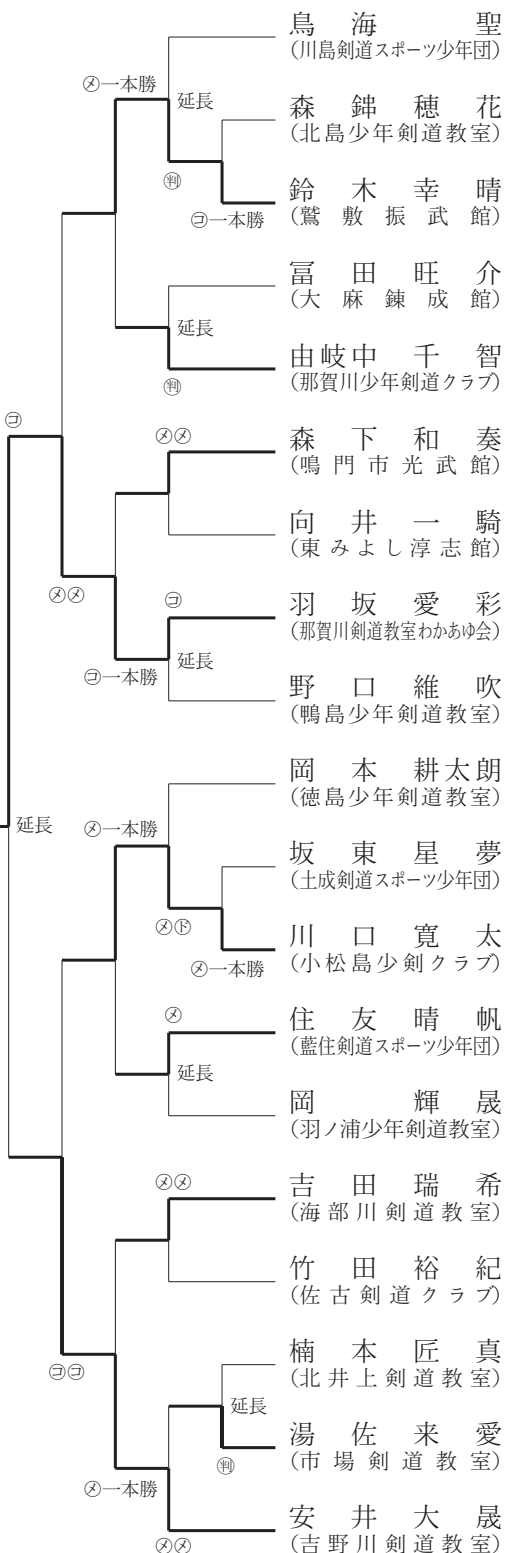 鳥海聖
(川島剣道スポーツ少年団)
㋱一本勝
延長
森錦穂花
(北島少年剣道教室)
㊒
鈴木幸晴
(鷲敷振武館)
㋙一本勝
冨田旺介
(大麻錬成館)
延長
由岐中千智
(那賀川少年剣道クラブ)
㊒
㋙
㋱㋱
森下和奏
(鳴門市光武館)
向井一騎
(東みよし淳志館)
㋱㋱
㋙
羽坂愛彩
(那賀川剣道教室わかあゆ会)
延長
㋙一本勝
野口維吹
(鴨島少年剣道教室)
岡本耕太朗
(徳島少年剣道教室)
延長
㋱一本勝
坂東星夢
(土成剣道スポーツ少年団)
㋱㋣゙
川口寛太
(小松島少剣クラブ)
㋱一本勝
㋱
住友晴帆
(藍住剣道スポーツ少年団)
延長
岡輝晟
(羽ノ浦少年剣道教室)
㋱㋱
吉田瑞希
(海部川剣道教室)
竹田裕紀
(佐古剣道クラブ)
㋙㋙
楠本匠真
(北井上剣道教室)
延長
湯佐来愛
(市場剣道教室)
㊒
㋱一本勝
安井大晟
(吉野川剣道教室)
㋱㋱